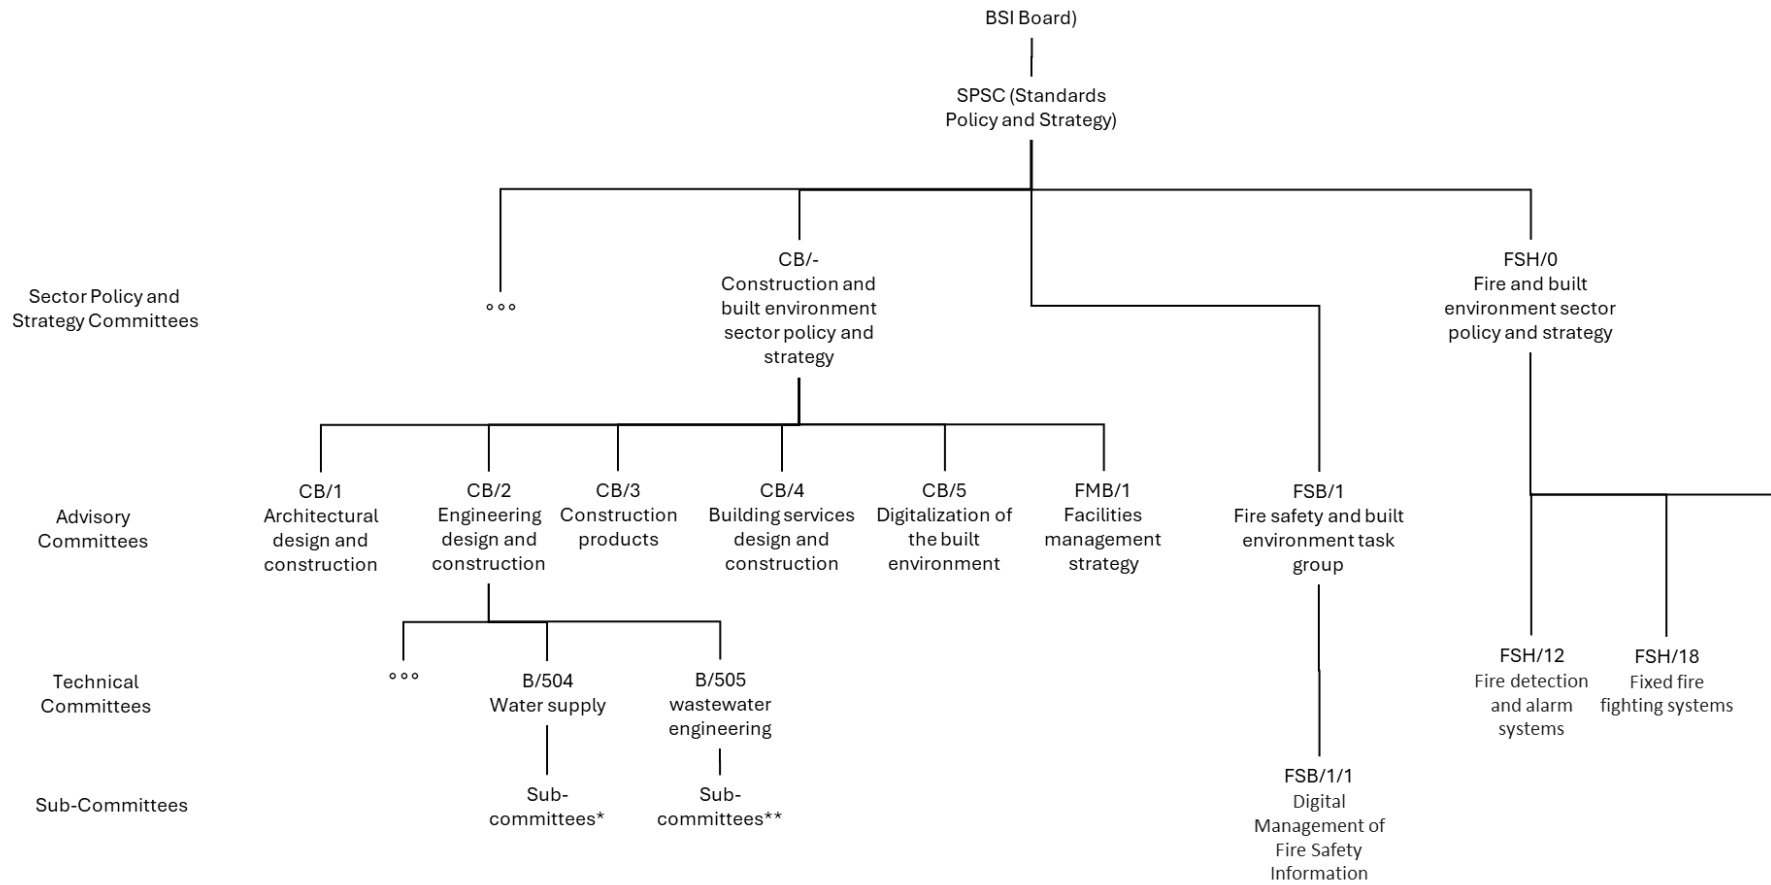 BSI Board)
SPSC (Standards
Policy and Strategy)
Sector Policy and
Strategy Committees
CB/-
Construction and
built environment
sector policy and
strategy
FSH/0
Fire and built
environment sector
policy and strategy
Advisory
Committees
CB/1
Architectural
design and
construction
CB/2
Engineering
design and
construction
CB/3
Construction
products
CB/4
Building services
design and
construction
CB/5
Digitalization of
the built
environment
FMB/1
Facilities
management
strategy
FSB/1
Fire safety and built
environment task
group
Technical
Committees
B/504
Water supply
B/505
wastewater
engineering
FSH/12
Fire detection
and alarm
systems
FSH/18
Fixed fire
fighting systems
Sub-Committees
Sub-
committees*
Sub-
committees**
FSB/1/1
Digital
Management of
Fire Safety
Information